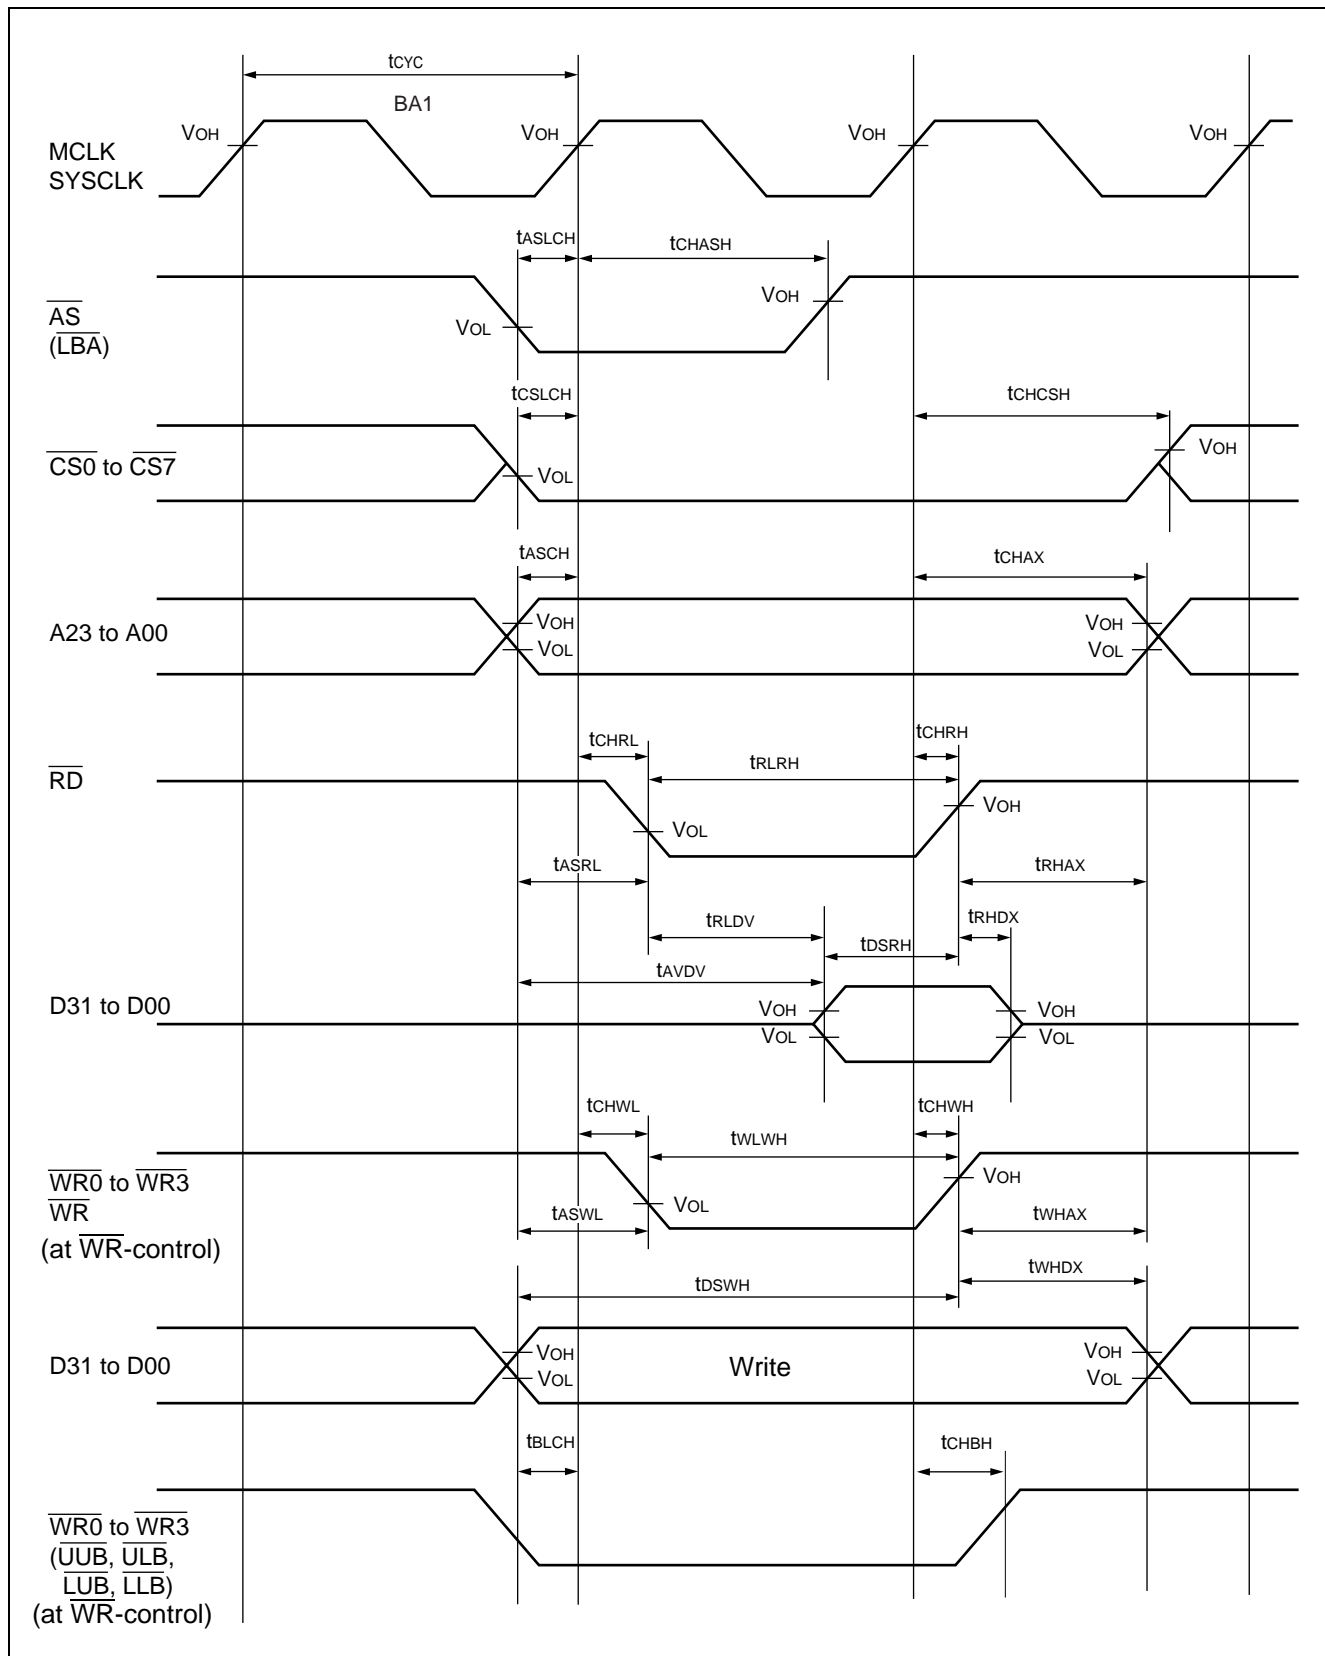 tCYC
BA1
VOH VOH VOH VOH
MCLK
SYSCLK
tASLCH tCHASH
VOH
AS
(LBA)
VOL
tCSLCH tCHCSH
CS0 to CS7
VOH
VOL
tASCH tCHAX
A23 to A00
VOH VOH
VOL VOL
tCHRL tCHRH
tRLRH
RD
VOH
VOL
tASRL tRHAX
tRLDV tRHDX
tDSRH
tAVDV
D31 to D00
VOH VOH
VOL VOL
tCHWL tCHWH
tWLWH
WR0 to WR3
WR
(at WR-control)
VOH
VOL
tASWL tWHAX
tWHDX
tDSWH
D31 to D00
VOH Write VOH
VOL VOL
tBLCH tCHBH
WR0 to WR3
(UUB, ULB,
LUB, LLB)
(at WR-control)